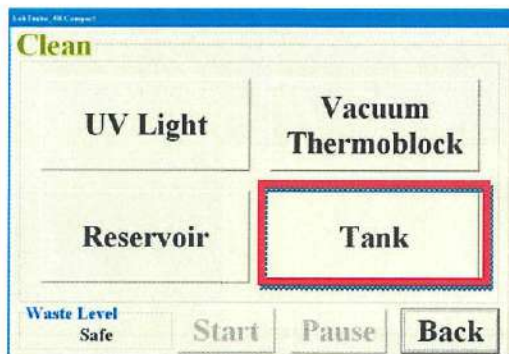 Clean
UV Light
Vacuum
Thermoblock
Reservoir
Tank
Waste Level
Safe
Start
Pause
Back